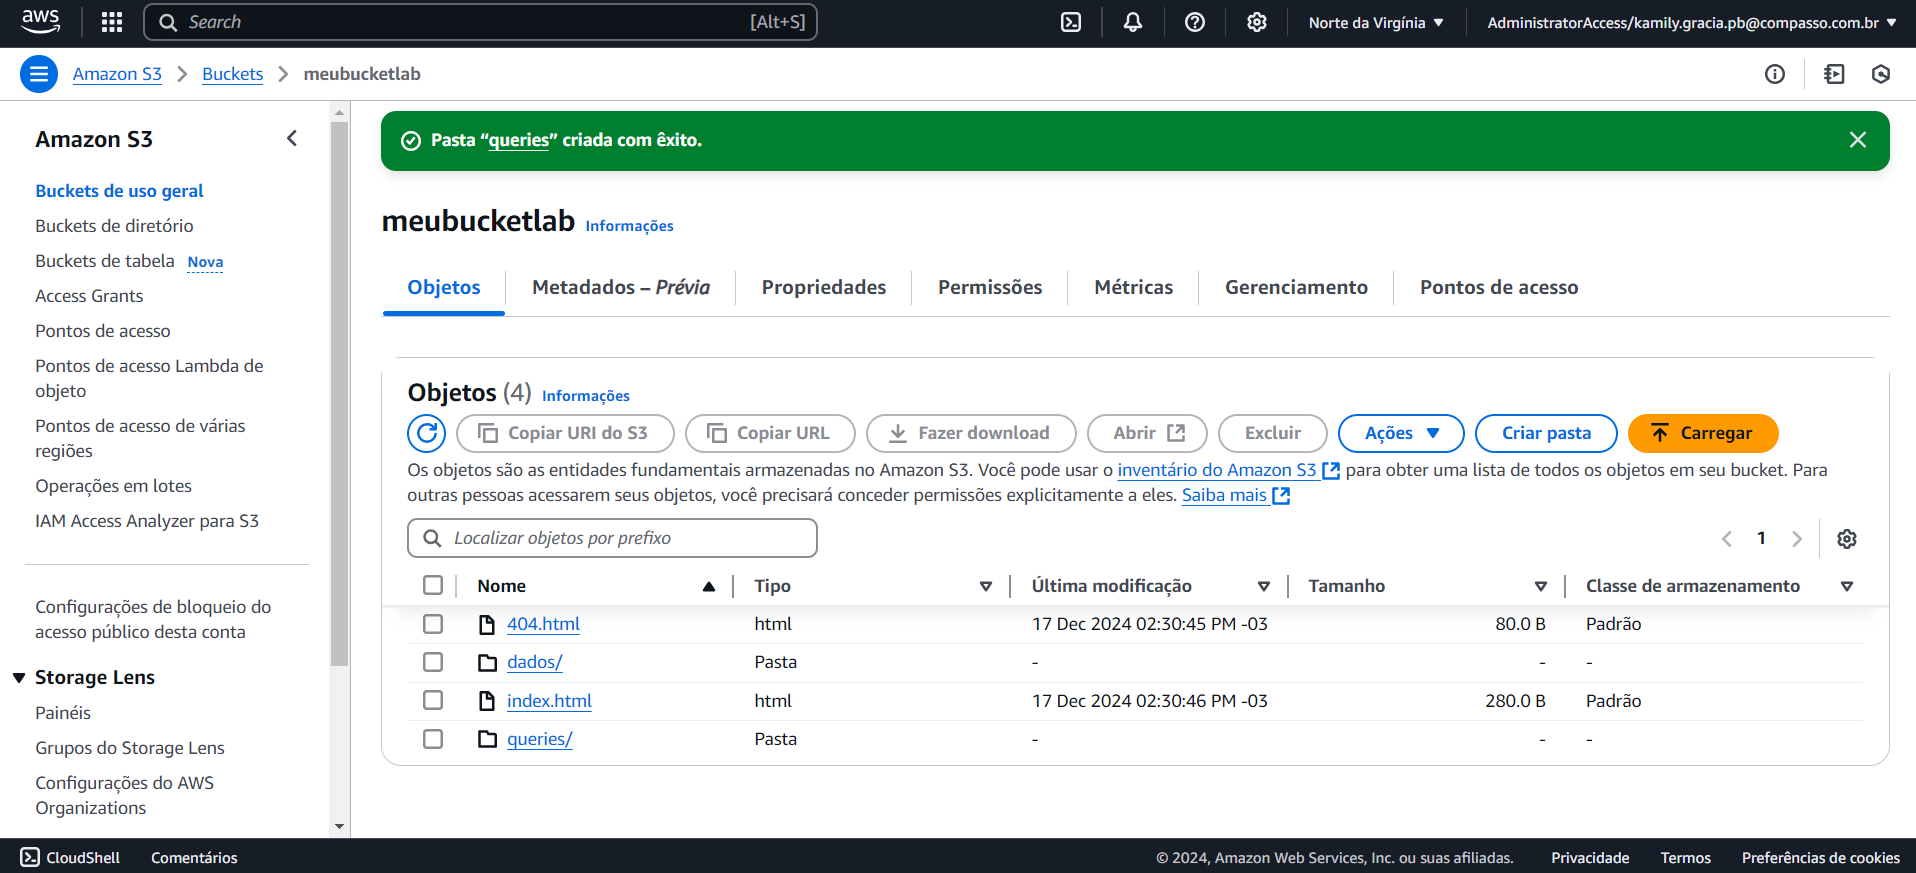 aws
Search [Alt+S]
Norte da Virgínia
AdministratorAccess/kamily.gracia.pb@compasso.com.br
Amazon S3 Buckets meubucketlab
Amazon S3
Buckets de uso geral
Buckets de diretório
Buckets de tabela Nova
Access Grants
Pontos de acesso
Pontos de acesso Lambda de
objeto
Pontos de acesso de várias
regiões
Operações em lotes
IAM Access Analyzer para S3
Configurações de bloqueio do
acesso público desta conta
Storage Lens
Painéis
Grupos do Storage Lens
Configurações do AWS
Organizations
Pasta “queries” criada com êxito.
meubucketlab Informações
Objetos Metadados – Prévia Propriedades Permissões Métricas Gerenciamento Pontos de acesso
Objetos (4) Informações
Copiar URI do S3 Copiar URL Fazer download Abrir Excluir Ações Criar pasta Carregar
Os objetos são as entidades fundamentais armazenadas no Amazon S3. Você pode usar o inventário do Amazon S3 para obter uma lista de todos os objetos em seu bucket. Para
outras pessoas acessarem seus objetos, você precisará conceder permissões explicitamente a eles. Saiba mais
Localizar objetos por prefixo
1
Nome Tipo Última modificação Tamanho Classe de armazenamento
404.html html 17 Dec 2024 02:30:45 PM -03 80.0 B Padrão
dados/ Pasta - - -
index.html html 17 Dec 2024 02:30:46 PM -03 280.0 B Padrão
queries/ Pasta - - -
CloudShell Comentários
© 2024, Amazon Web Services, Inc. ou suas afiliadas. Privacidade Termos Preferências de cookies